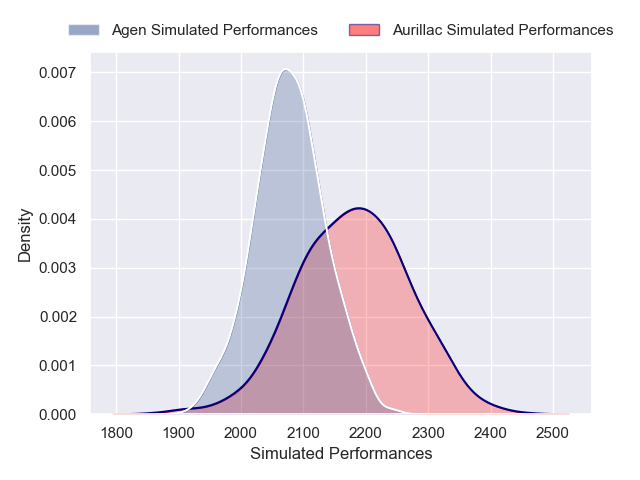 Agen Simulated Performances
Aurillac Simulated Performances
0.007
0.006
0.005
0.004
0.003
0.002
0.001
0.000
Density
1800 1900 2000 2100 2200 2300 2400 2500
Simulated Performances